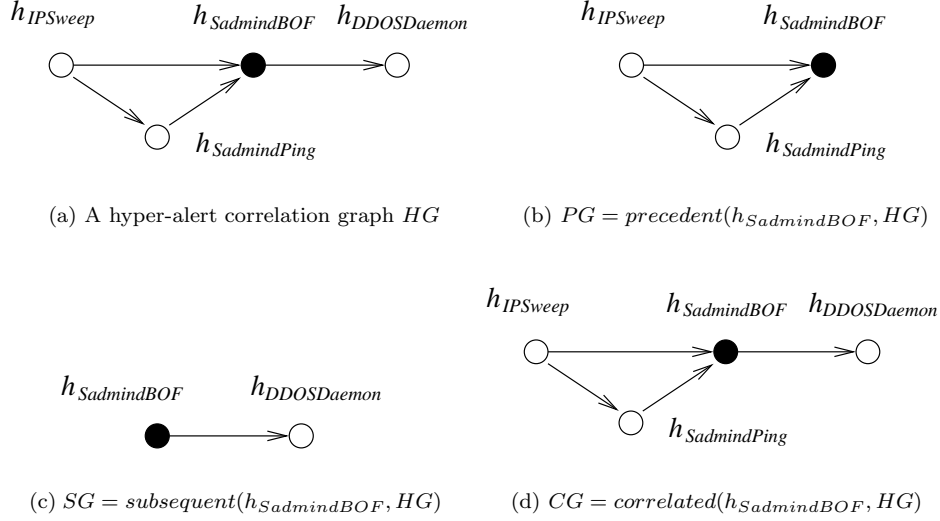 h_IPSweep h_SadmindBOF h_DDOSDaemon
h_SadmindPing
(a) A hyper-alert correlation graph HG
h_IPSweep h_SadmindBOF
h_SadmindPing
(b) PG = precedent(h_SadmindBOF, HG)
h_SadmindBOF h_DDOSDaemon
(c) SG = subsequent(h_SadmindBOF, HG)
h_IPSweep h_SadmindBOF h_DDOSDaemon
h_SadmindPing
(d) CG = correlated(h_SadmindBOF, HG)